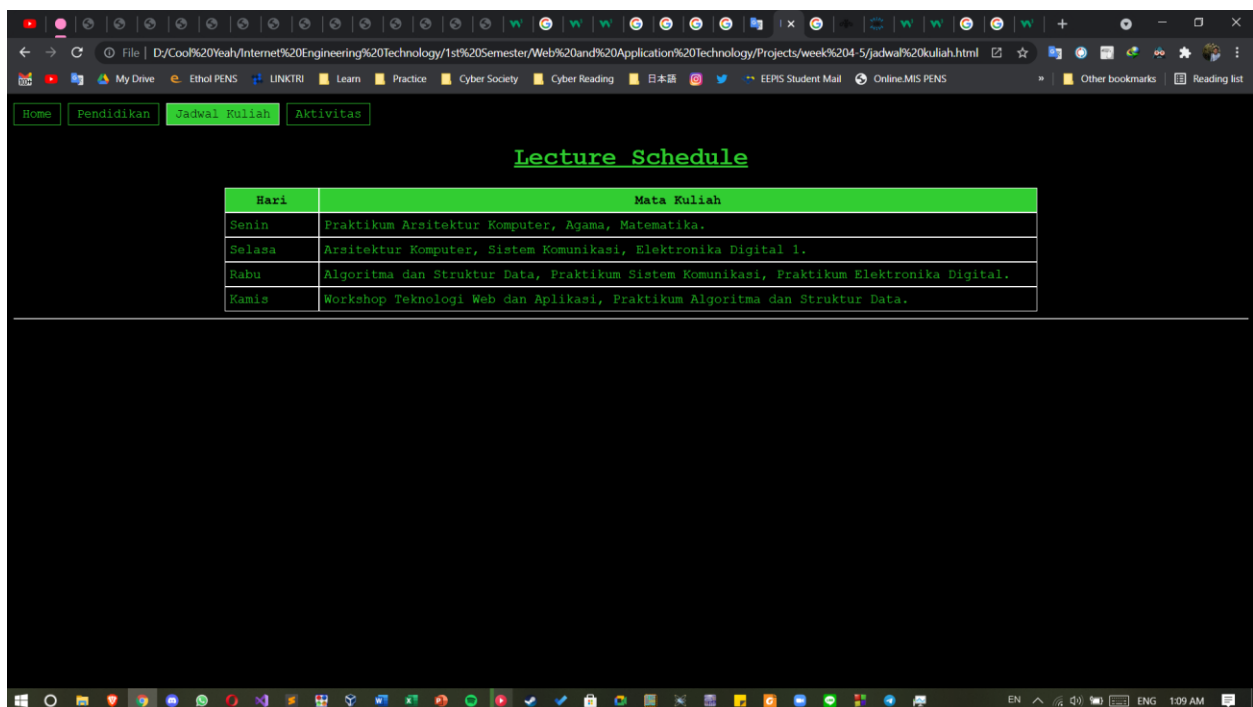 File | D:/Cool%20Yeah/Internet%20Engineering%20Technology/1st%20Semester/Web%20and%20Application%20Technology/Projects/week%204-5/jadwal%20kuliah.html
My Drive Ethol PENS LINKTRI Learn Practice Cyber Society Cyber Reading 日本語 EEPIS Student Mail Online.MIS PENS » Other bookmarks Reading list
Home Pendidikan Jadwal Kuliah Aktivitas
Lecture Schedule
Hari Mata Kuliah
Senin Praktikum Arsitektur Komputer, Agama, Matematika.
Selasa Arsitektur Komputer, Sistem Komunikasi, Elektronika Digital 1.
Rabu Algoritma dan Struktur Data, Praktikum Sistem Komunikasi, Praktikum Elektronika Digital.
Kamis Workshop Teknologi Web dan Aplikasi, Praktikum Algoritma dan Struktur Data.
EN ENG 1:09 AM